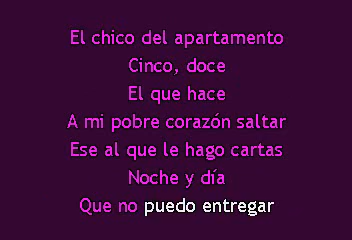 El chico del apartamento
Cinco, doce
El que hace
A mi pobre corazón saltar
Ese al que le hago cartas
Noche y día
Que no puedo entregar